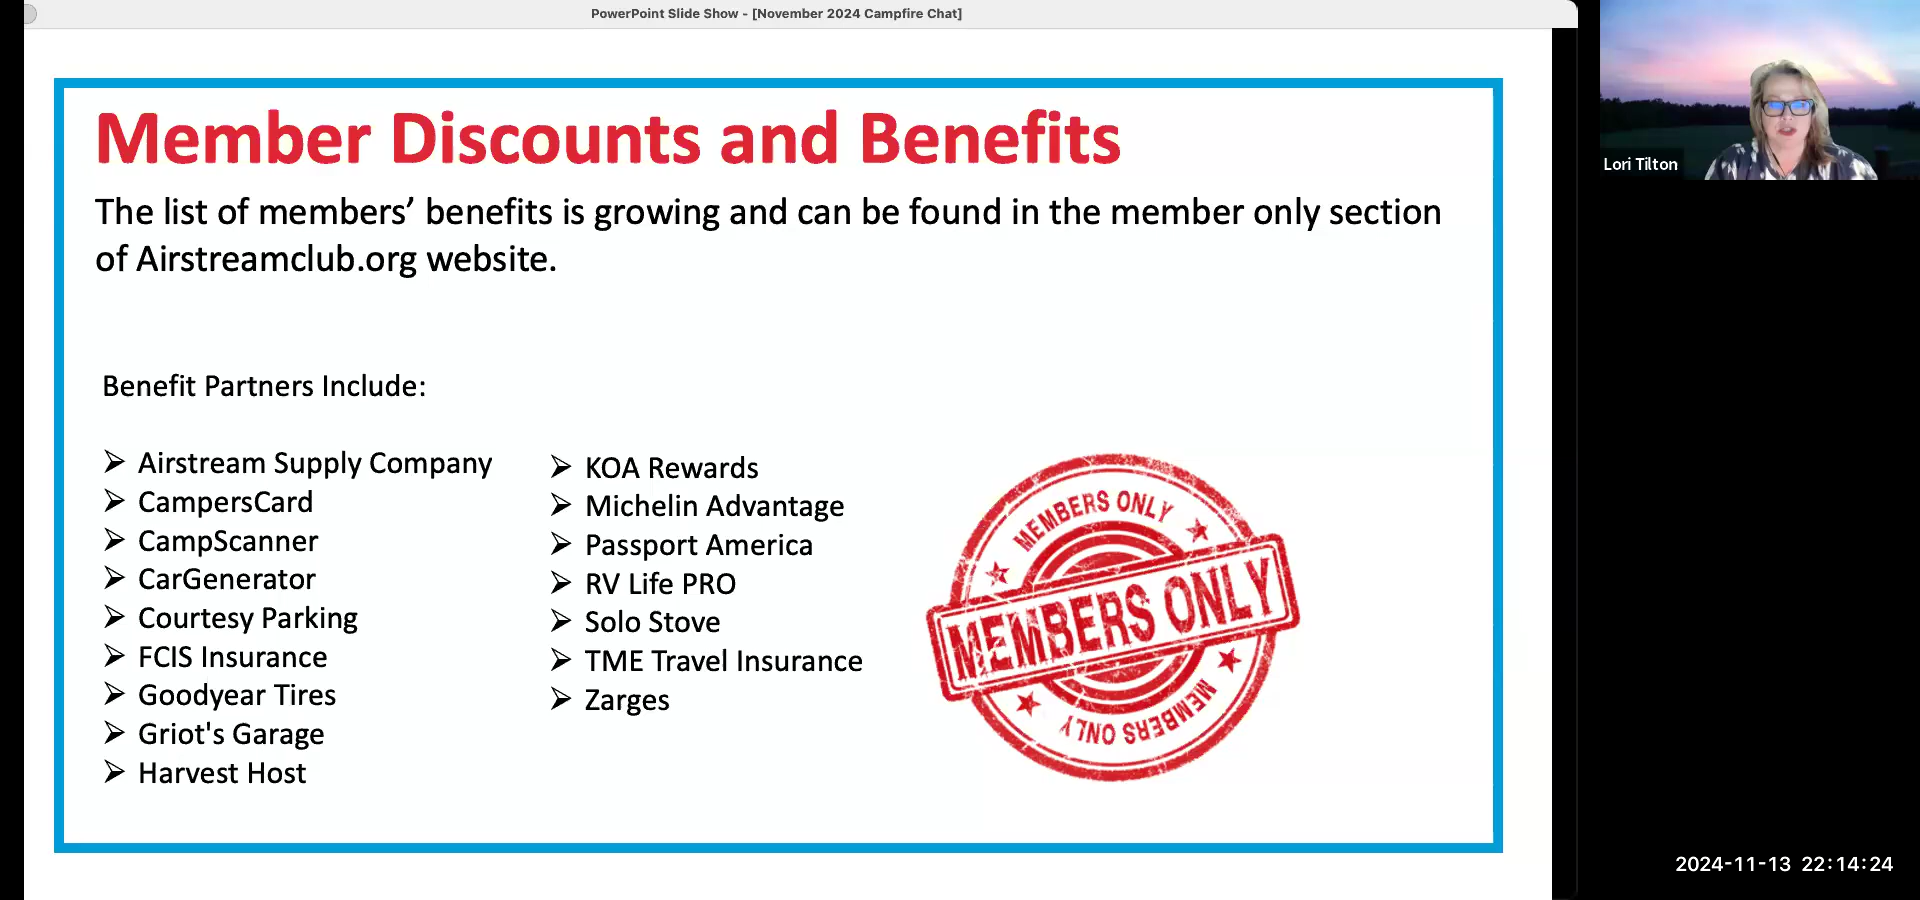 PowerPoint Slide Show - [November 2024 Campfire Chat]
Member Discounts and Benefits
The list of members’ benefits is growing and can be found in the member only section
of Airstreamclub.org website.
Benefit Partners Include:
Airstream Supply Company
CampersCard
CampScanner
CarGenerator
Courtesy Parking
FCIS Insurance
Goodyear Tires
Griot's Garage
Harvest Host
KOA Rewards
Michelin Advantage
Passport America
RV Life PRO
Solo Stove
TME Travel Insurance
Zarges
MEMBERS ONLY
MEMBERS ONLY
MEMBERS ONLY
Lori Tilton
2024-11-13 22:14:24